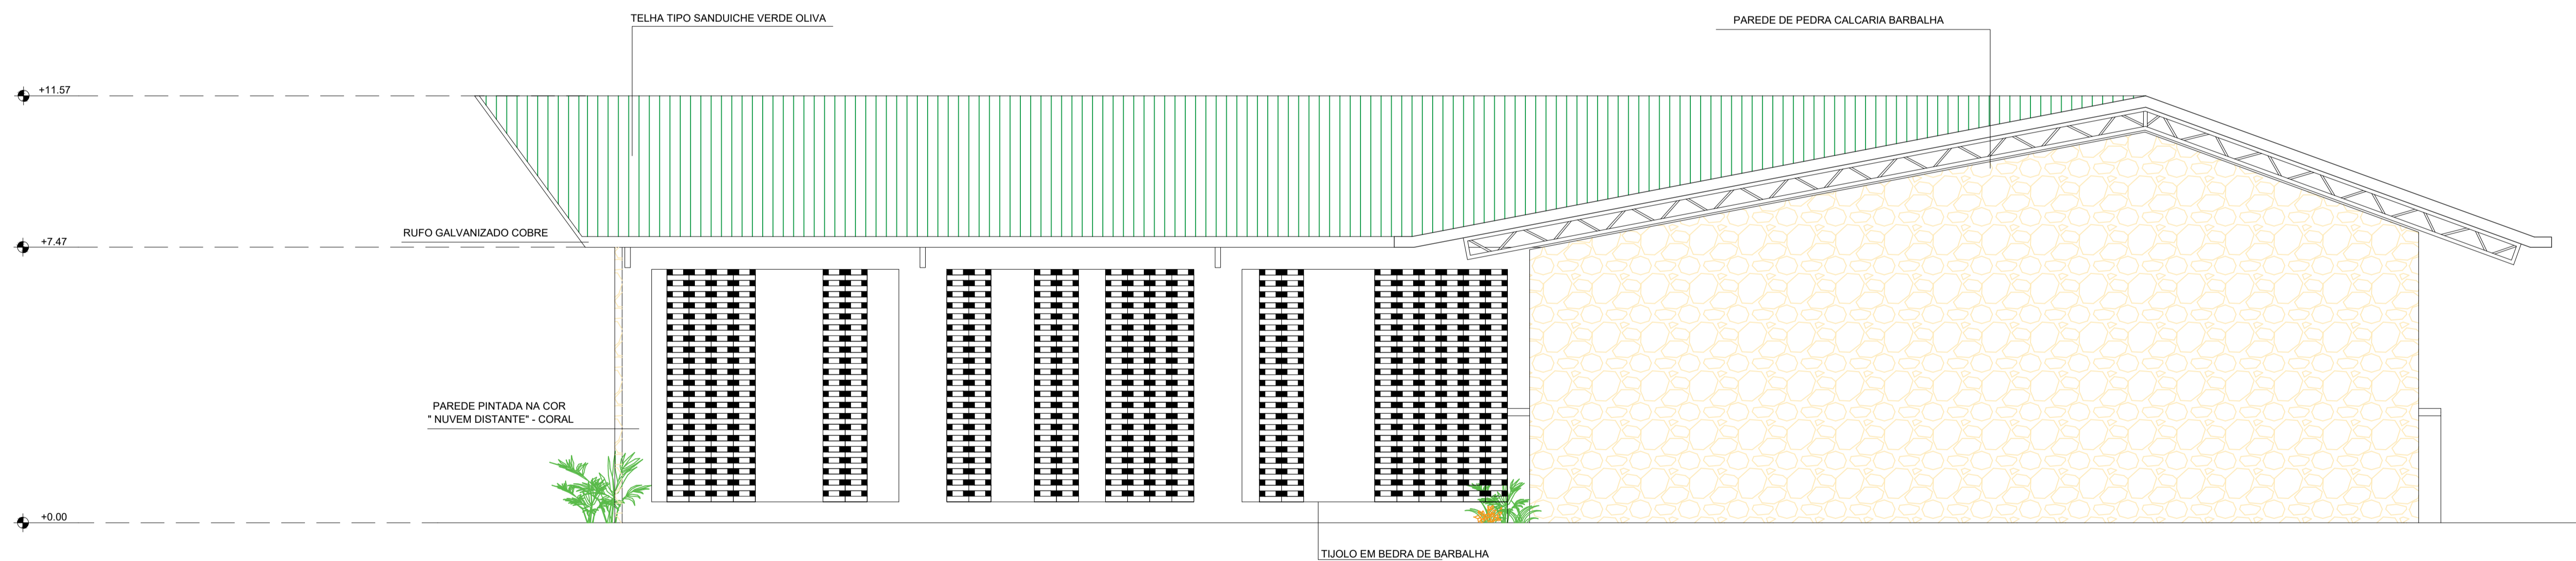 TELHA TIPO SANDUICHE VERDE OLIVA
PAREDE DE PEDRA CALCARIA BARBALHA
+11.57
RUFO GALVANIZADO COBRE
+7.47
PAREDE PINTADA NA COR
" NUVEM DISTANTE" - CORAL
+0.00
TIJOLO EM BEDRA DE BARBALHA